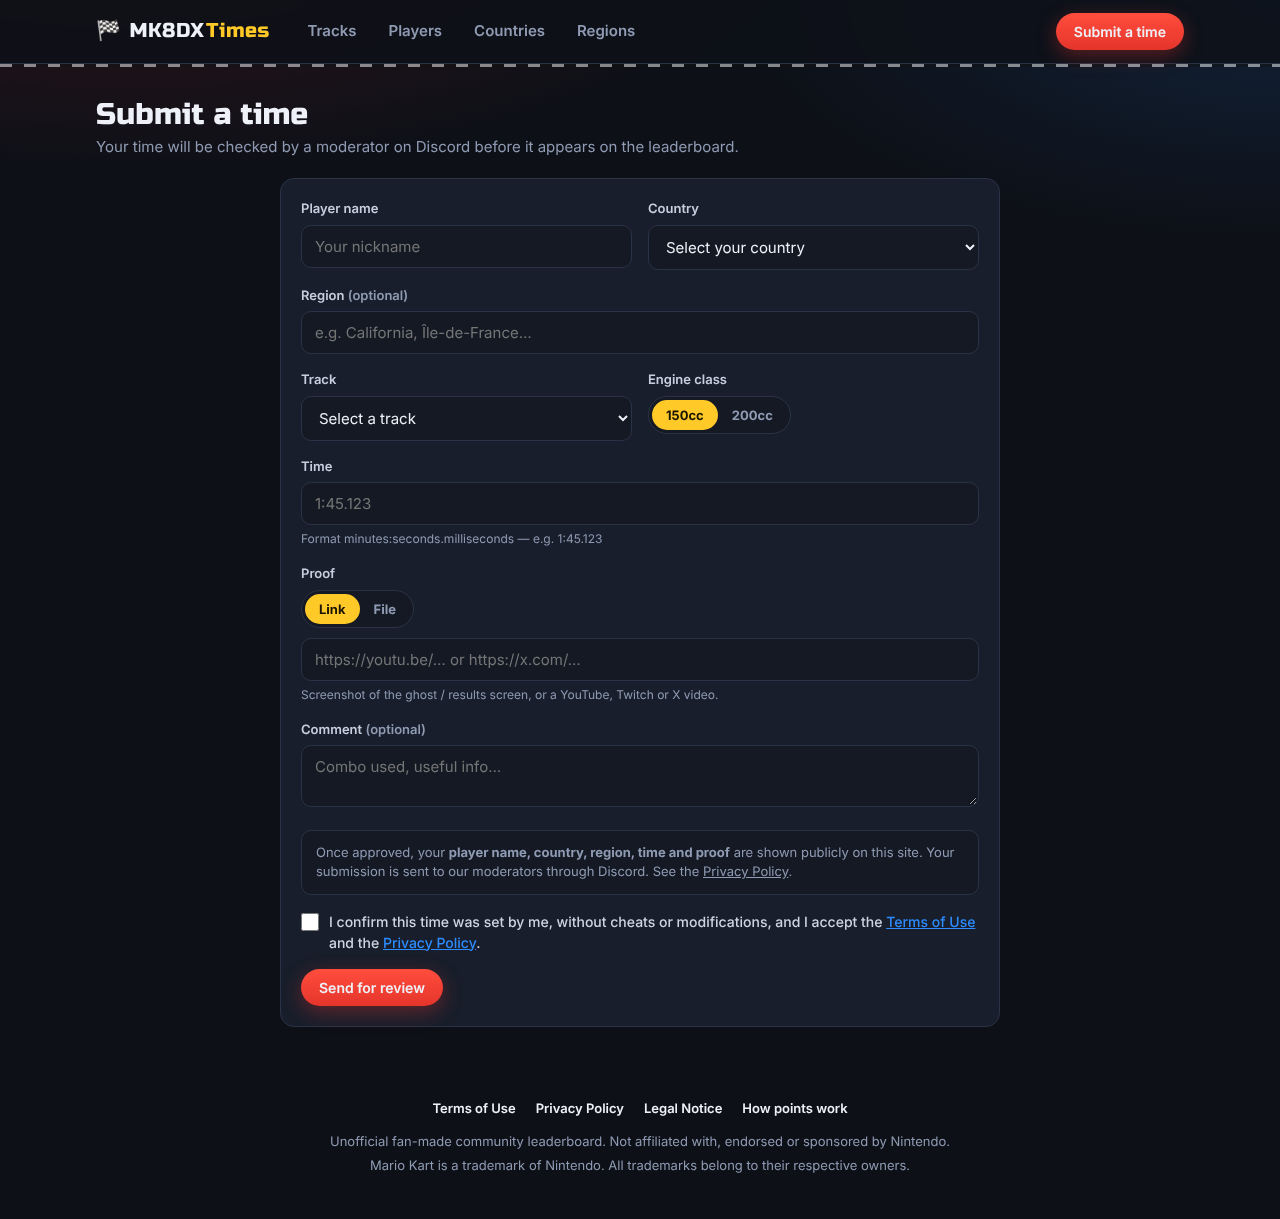 MK8DXTimes Tracks Players Countries Regions Submit a time
Submit a time
Your time will be checked by a moderator on Discord before it appears on the leaderboard.
Player name Country
Your nickname Select your country
Region (optional)
e.g. California, Île-de-France...
Track Engine class
Select a track 150cc 200cc
Time
1:45.123
Format minutes:seconds.milliseconds — e.g. 1:45.123
Proof
Link File
https://youtu.be/... or https://x.com/...
Screenshot of the ghost / results screen, or a YouTube, Twitch or X video.
Comment (optional)
Combo used, useful info...
Once approved, your player name, country, region, time and proof are shown publicly on this site. Your
submission is sent to our moderators through Discord. See the Privacy Policy.
I confirm this time was set by me, without cheats or modifications, and I accept the Terms of Use
and the Privacy Policy.
Send for review
Terms of Use Privacy Policy Legal Notice How points work
Unofficial fan-made community leaderboard. Not affiliated with, endorsed or sponsored by Nintendo.
Mario Kart is a trademark of Nintendo. All trademarks belong to their respective owners.